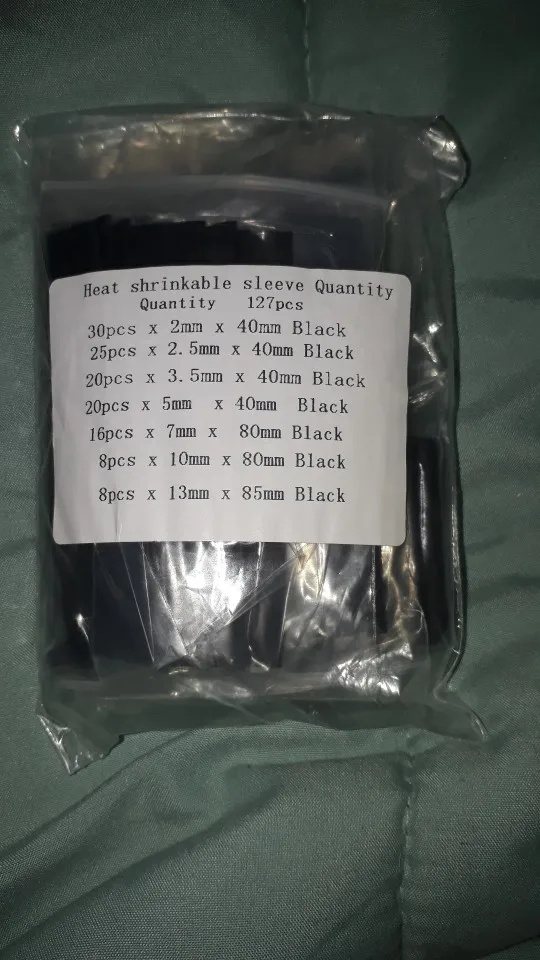 Heat shrinkable sleeve Quantity
Quantity 127pcs
30pcs x 2mm x 40mm Black
25pcs x 2.5mm x 40mm Black
20pcs x 3.5mm x 40mm Black
20pcs x 5mm x 40mm Black
16pcs x 7mm x 80mm Black
8pcs x 10mm x 80mm Black
8pcs x 13mm x 85mm Black